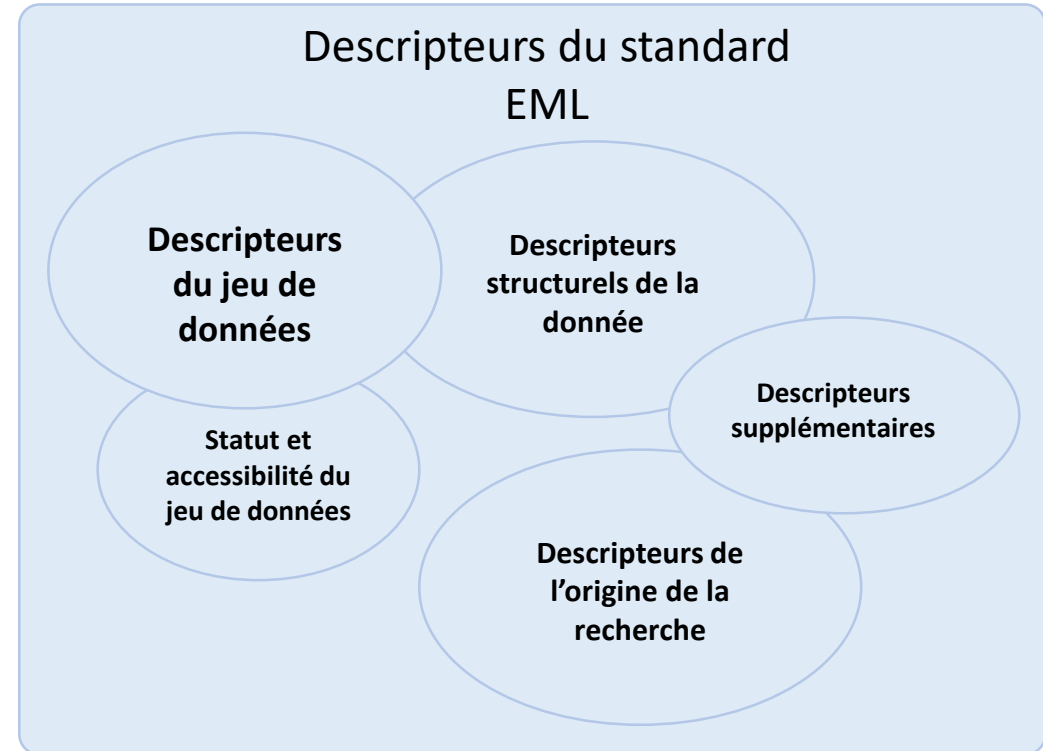 Descripteurs du standard
EML
Descripteurs
du jeu de
données
Descripteurs
structurels de la
donnée
Descripteurs
supplémentaires
Statut et
accessibilité du
jeu de données
Descripteurs de
l’origine de la
recherche